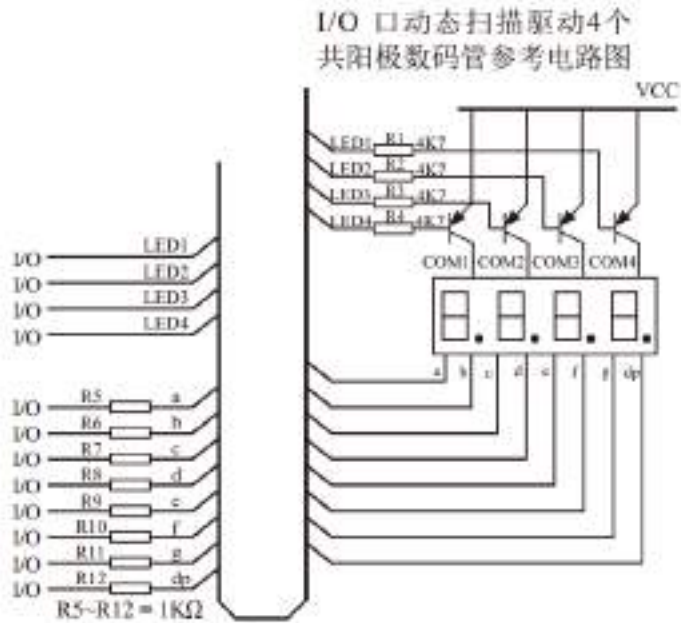 I/O 口动态扫描驱动4个
共阳极数码管参考电路图
VCC
LED1 R1 4K7
LED2 R2 4K7
LED3 R3 4K7
LED4 R4 4K7
COM1 COM2 COM3 COM4
a b c d e f g dp
I/O LED1
I/O LED2
I/O LED3
I/O LED4
I/O R5 a
I/O R6 b
I/O R7 c
I/O R8 d
I/O R9 e
I/O R10 f
I/O R11 g
I/O R12 dp
R5~R12 = 1KΩ